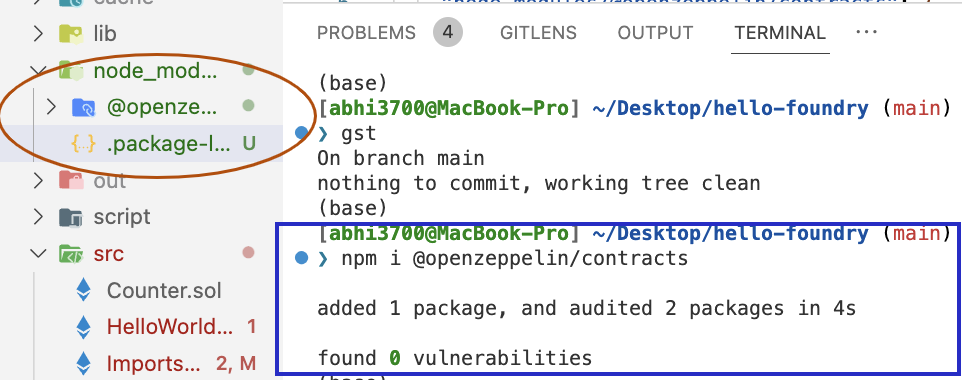 lib
node_mod...
@openze...
.package-l... U
out
script
src
Counter.sol
HelloWorld... 1
Imports... 2, M
PROBLEMS 4 GITLENS OUTPUT TERMINAL ...
(base)
[abhi3700@MacBook-Pro] ~/Desktop/hello-foundry (main)
❯ gst
On branch main
nothing to commit, working tree clean
(base)
[abhi3700@MacBook-Pro] ~/Desktop/hello-foundry (main)
❯ npm i @openzeppelin/contracts
added 1 package, and audited 2 packages in 4s
found 0 vulnerabilities